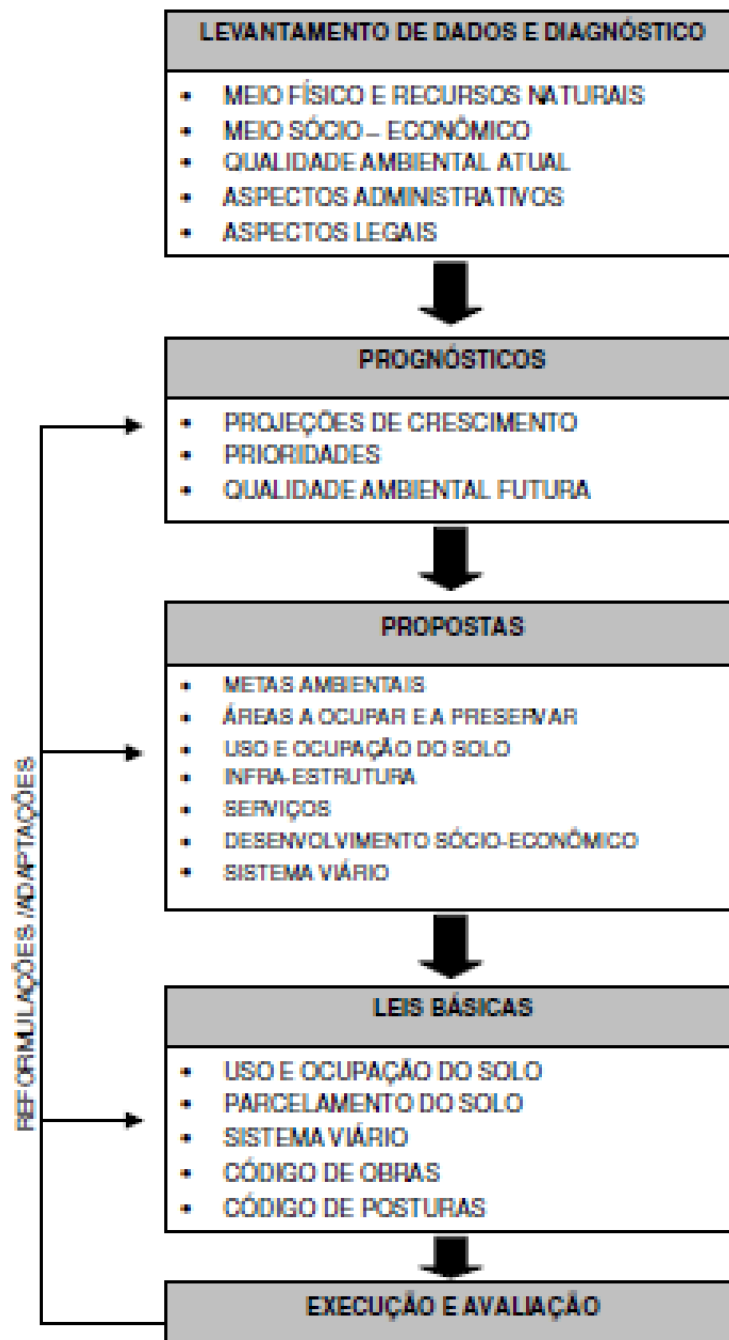 LEVANTAMENTO DE DADOS E DIAGNÓSTICO
• MEIO FÍSICO E RECURSOS NATURAIS
• MEIO SÓCIO – ECONÔMICO
• QUALIDADE AMBIENTAL ATUAL
• ASPECTOS ADMINISTRATIVOS
• ASPECTOS LEGAIS
PROGNÓSTICOS
• PROJEÇÕES DE CRESCIMENTO
• PRIORIDADES
• QUALIDADE AMBIENTAL FUTURA
PROPOSTAS
• METAS AMBIENTAIS
• ÁREAS A OCUPAR E A PRESERVAR
• USO E OCUPAÇÃO DO SOLO
• INFRA-ESTRUTURA
• SERVIÇOS
• DESENVOLVIMENTO SÓCIO-ECONÔMICO
• SISTEMA VIÁRIO
LEIS BÁSICAS
• USO E OCUPAÇÃO DO SOLO
• PARCELAMENTO DO SOLO
• SISTEMA VIÁRIO
• CÓDIGO DE OBRAS
• CÓDIGO DE POSTURAS
EXECUÇÃO E AVALIAÇÃO
REFORMULAÇÕES /ADAPTAÇÕES